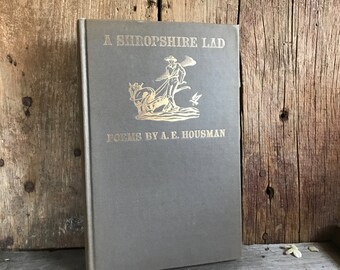 A SHROPSHIRE LAD
POEMS BY A. E. HOUSMAN